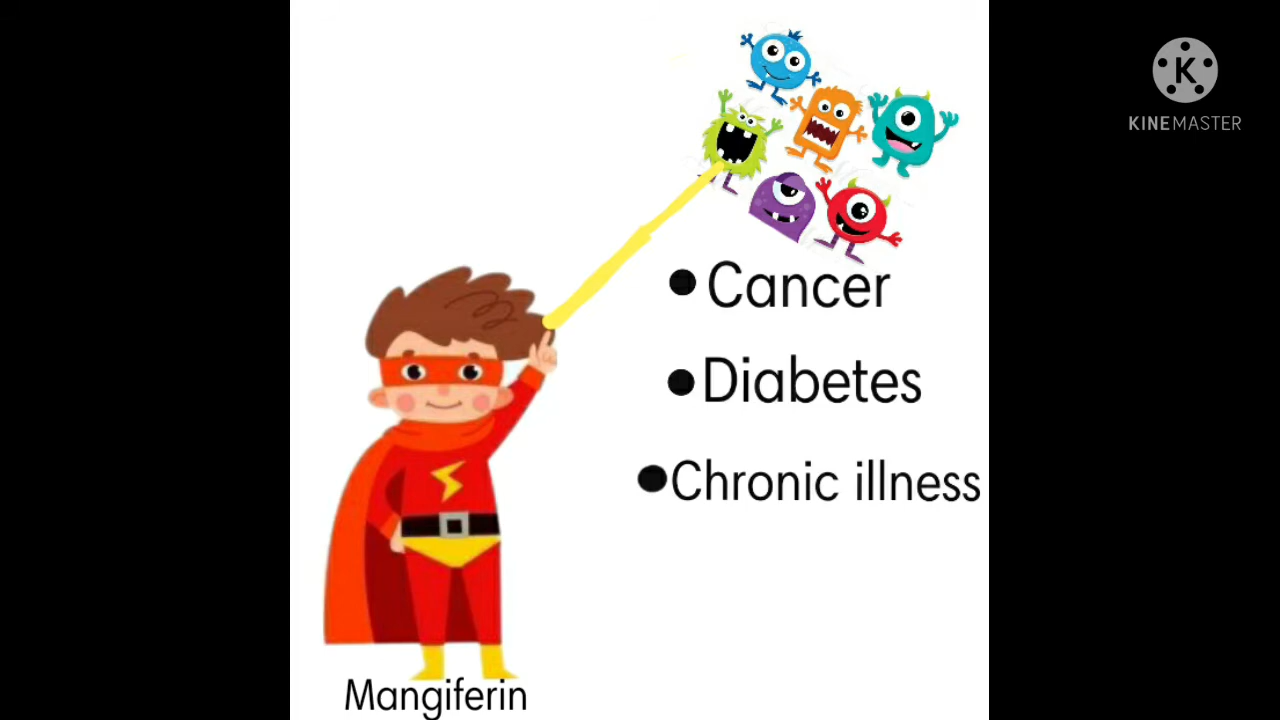 K
KINEMASTER
• Cancer
• Diabetes
• Chronic illness
Mangiferin